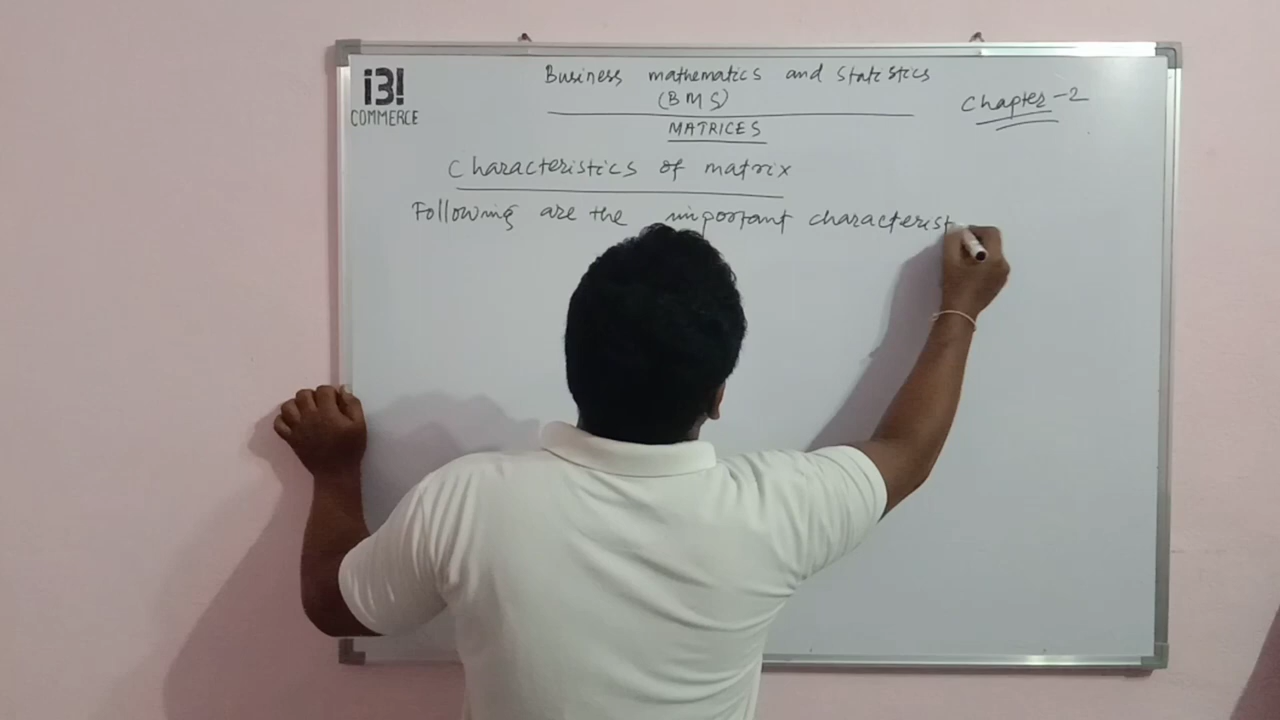 i3!
COMMERCE
Business mathematics and statistics
(BMS)
Chapter-2
MATRICES
Characteristics of matrix
Following are the important characterist